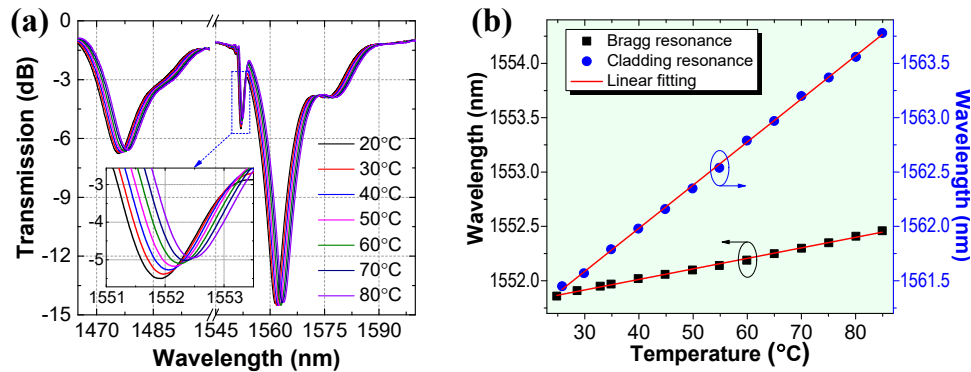 (a)
Transmission (dB)
0
-3
-6
-9
-12
-15
20°C
30°C
40°C
50°C
60°C
70°C
80°C
-3
-4
-5
1551 1552 1553
1470 1485 1545 1560 1575 1590
Wavelength (nm)
(b)
Bragg resonance
Cladding resonance
Linear fitting
Wavelength (nm)
1554.0
1553.5
1553.0
1552.5
1552.0
1563.5
1563.0
1562.5
1562.0
1561.5
Wavelength (nm)
30 40 50 60 70 80
Temperature (°C)